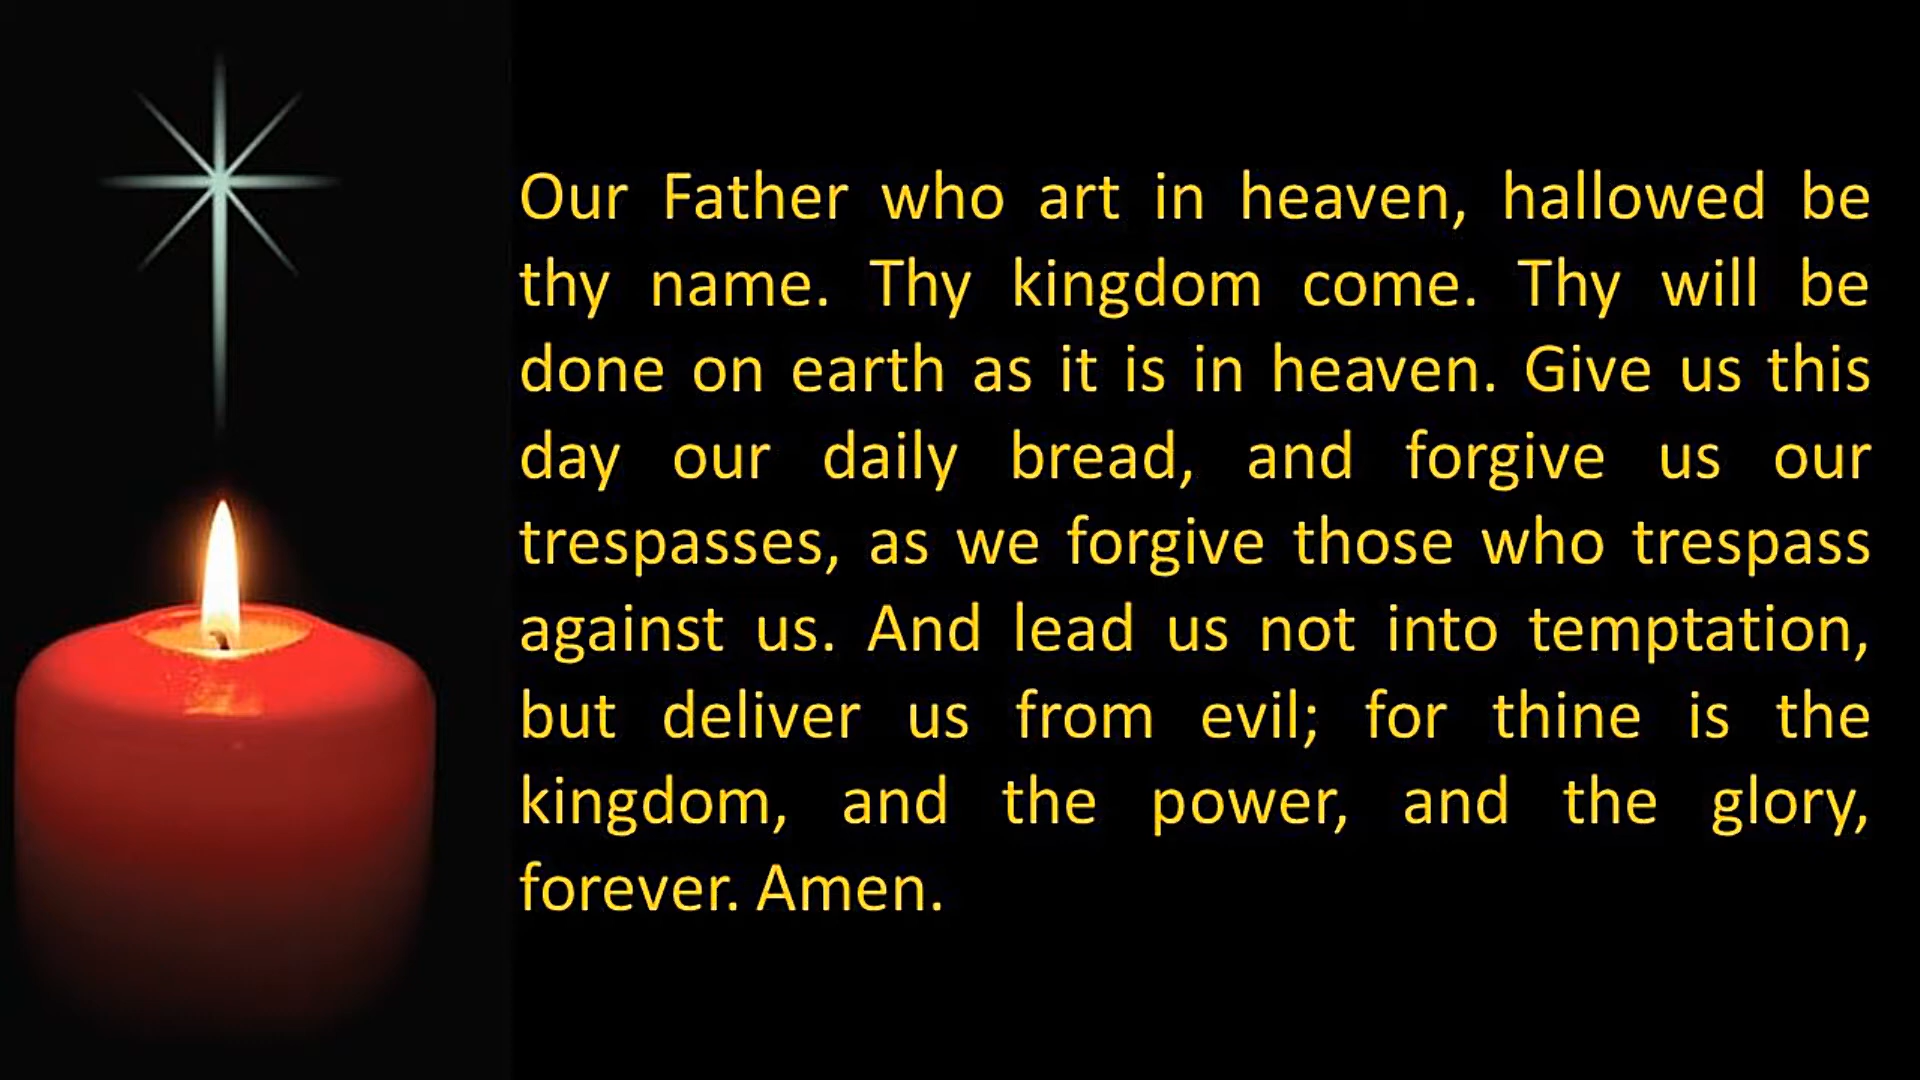 Our Father who art in heaven, hallowed be
thy name. Thy kingdom come. Thy will be
done on earth as it is in heaven. Give us this
day our daily bread, and forgive us our
trespasses, as we forgive those who trespass
against us. And lead us not into temptation,
but deliver us from evil; for thine is the
kingdom, and the power, and the glory,
forever. Amen.